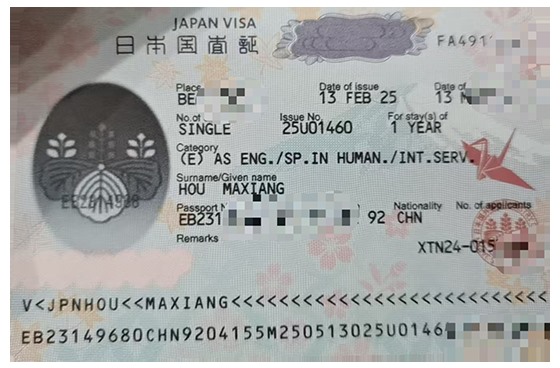 JAPAN VISA
日本国査証
FA491
Place
BE
Date of issue
13 FEB 25
Date
13 M
No.of
SINGLE
Issue No.
25U01460
For stay(s) of
1 YEAR
Category
(E) AS ENG./SP.IN HUMAN./INT.SERV.
Surname/Given name
HOU MAXIANG
Passport N
EB231
92
Nationality
CHN
No. of applicants
Remarks
XTN24-015
V<JPNHOU<<MAXIANG<<<<<<<<<<<<<<<<<<<<<<<<<<<
EB23149680CHN9204155M250513025U0146